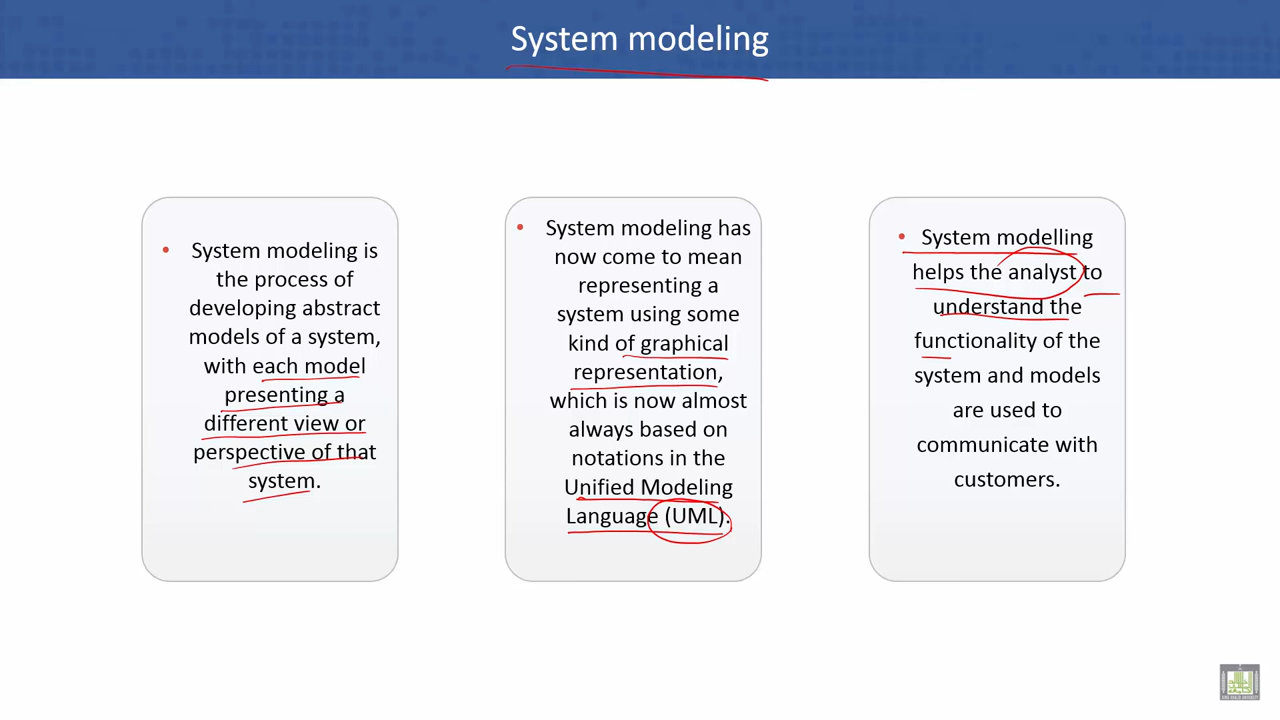 System modeling
• System modeling is
the process of
developing abstract
models of a system,
with each model
presenting a
different view or
perspective of that
system.
• System modeling has
now come to mean
representing a
system using some
kind of graphical
representation,
which is now almost
always based on
notations in the
Unified Modeling
Language (UML).
• System modelling
helps the analyst to
understand the
functionality of the
system and models
are used to
communicate with
customers.